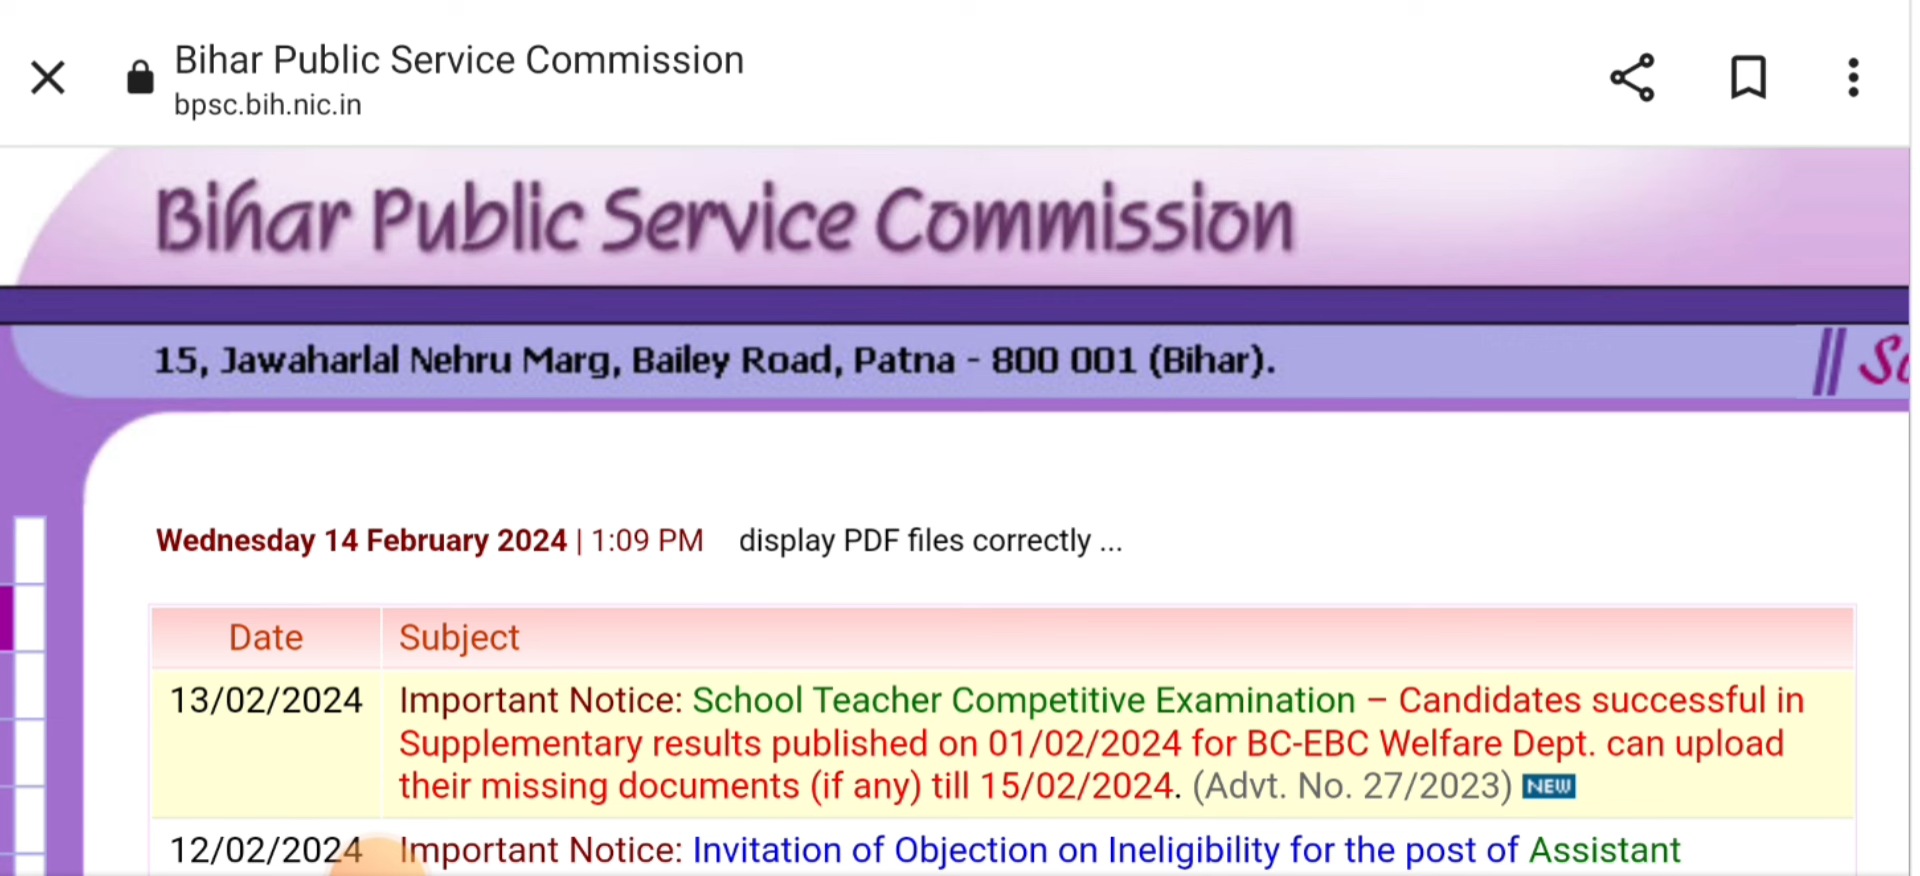 Bihar Public Service Commission
bpsc.bih.nic.in
Bihar Public Service Commission
15, Jawaharlal Nehru Marg, Bailey Road, Patna - 800 001 (Bihar).
Wednesday 14 February 2024 | 1:09 PM display PDF files correctly ...
Date Subject
13/02/2024 Important Notice: School Teacher Competitive Examination – Candidates successful in
Supplementary results published on 01/02/2024 for BC-EBC Welfare Dept. can upload
their missing documents (if any) till 15/02/2024. (Advt. No. 27/2023) NEW
12/02/2024 Important Notice: Invitation of Objection on Ineligibility for the post of Assistant